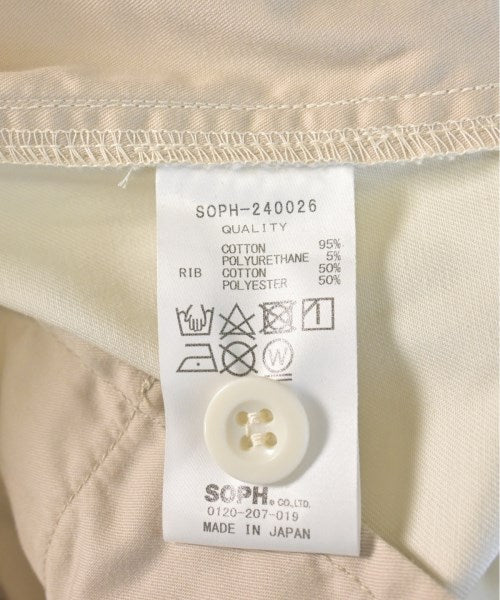 SOPH-240026
QUALITY
COTTON 95%
POLYURETHANE 5%
RIB COTTON 50%
POLYESTER 50%
W
SOPH. CO.,LTD.
0120-207-019
MADE IN JAPAN